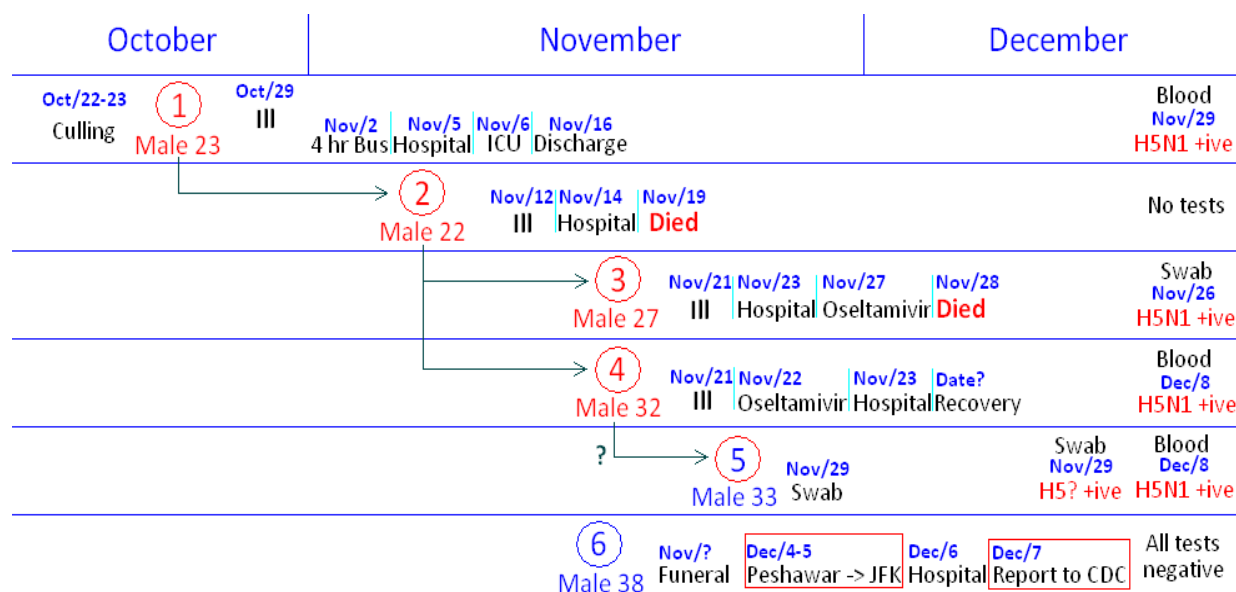 October November December
Oct/22-23
Culling
1
Male 23
Oct/29
Ill
Nov/2
4 hr Bus
Nov/5
Hospital
Nov/6
ICU
Nov/16
Discharge
Blood
Nov/29
H5N1 +ive
2
Male 22
Nov/12
Ill
Nov/14
Hospital
Nov/19
Died
No tests
3
Male 27
Nov/21
Ill
Nov/23
Hospital
Nov/27
Oseltamivir
Nov/28
Died
Swab
Nov/26
H5N1 +ive
4
Male 32
Nov/21
Ill
Nov/22
Oseltamivir
Nov/23
Hospital
Date?
Recovery
Blood
Dec/8
H5N1 +ive
?
5
Male 33
Nov/29
Swab
Swab
Nov/29
H5? +ive
Blood
Dec/8
H5N1 +ive
6
Male 38
Nov/?
Funeral
Dec/4-5
Peshawar -> JFK
Dec/6
Hospital
Dec/7
Report to CDC
All tests
negative